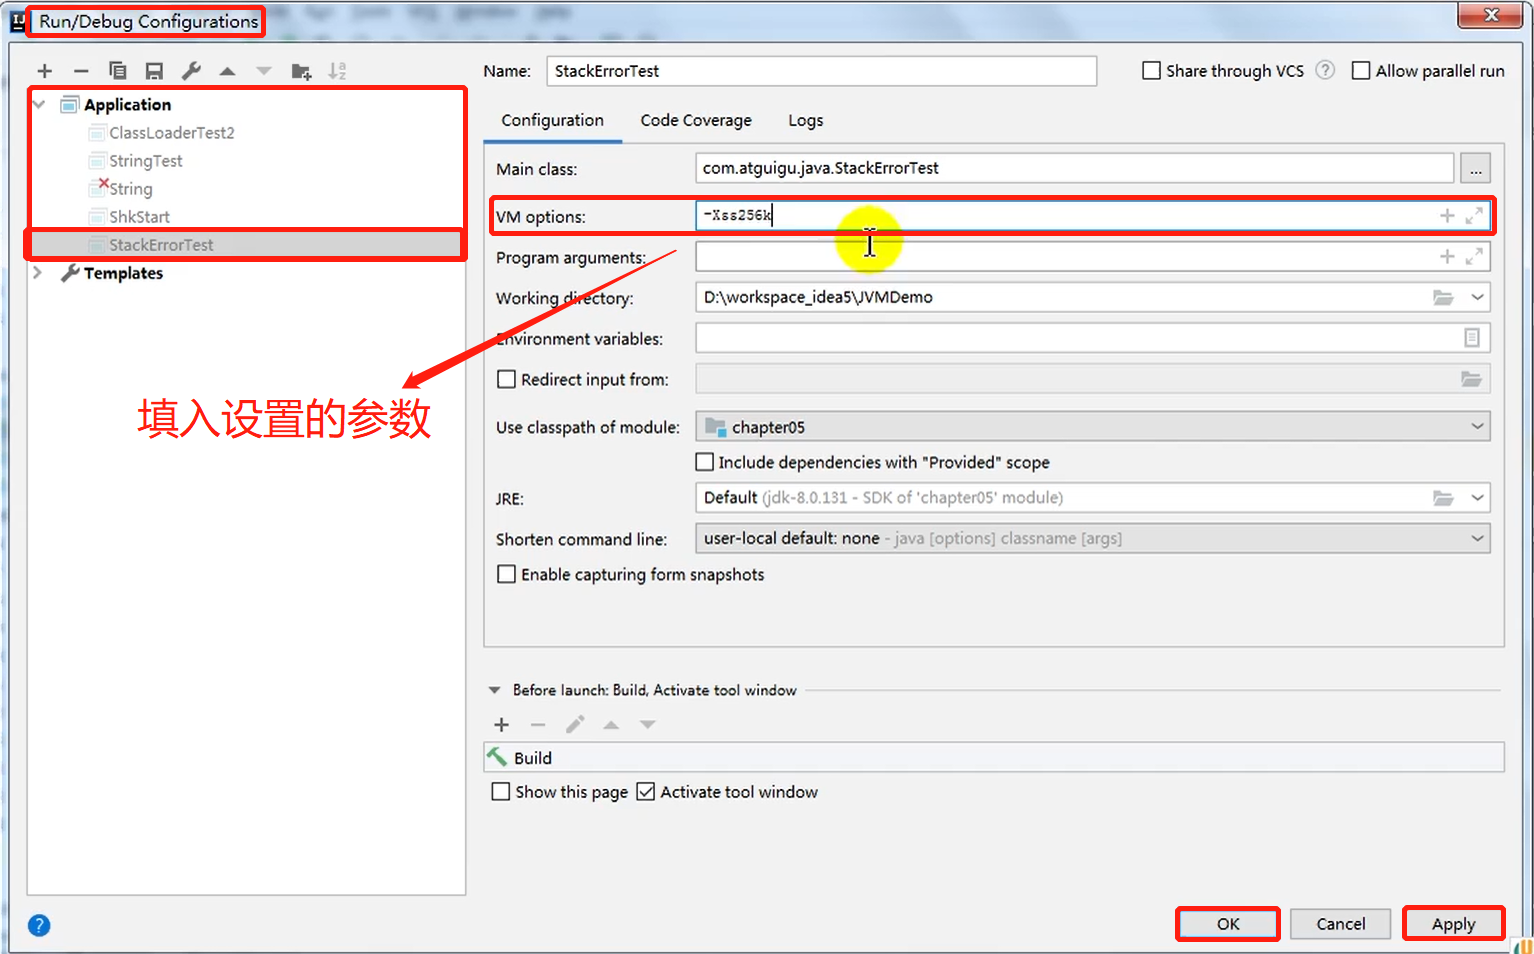 Run/Debug Configurations
Name: StackErrorTest Share through VCS ? Allow parallel run
Application
ClassLoaderTest2
StringTest
String
ShkStart
StackErrorTest
Templates
Configuration Code Coverage Logs
Main class: com.atguigu.java.StackErrorTest ...
VM options: -Xss256k
Program arguments:
Working directory: D:\workspace_idea5\JVMDemo
Environment variables:
Redirect input from:
填入设置的参数
Use classpath of module: chapter05
Include dependencies with "Provided" scope
JRE: Default (jdk-8.0.131 - SDK of 'chapter05' module)
Shorten command line: user-local default: none - java [options] classname [args]
Enable capturing form snapshots
Before launch: Build, Activate tool window
Build
Show this page Activate tool window
? OK Cancel Apply